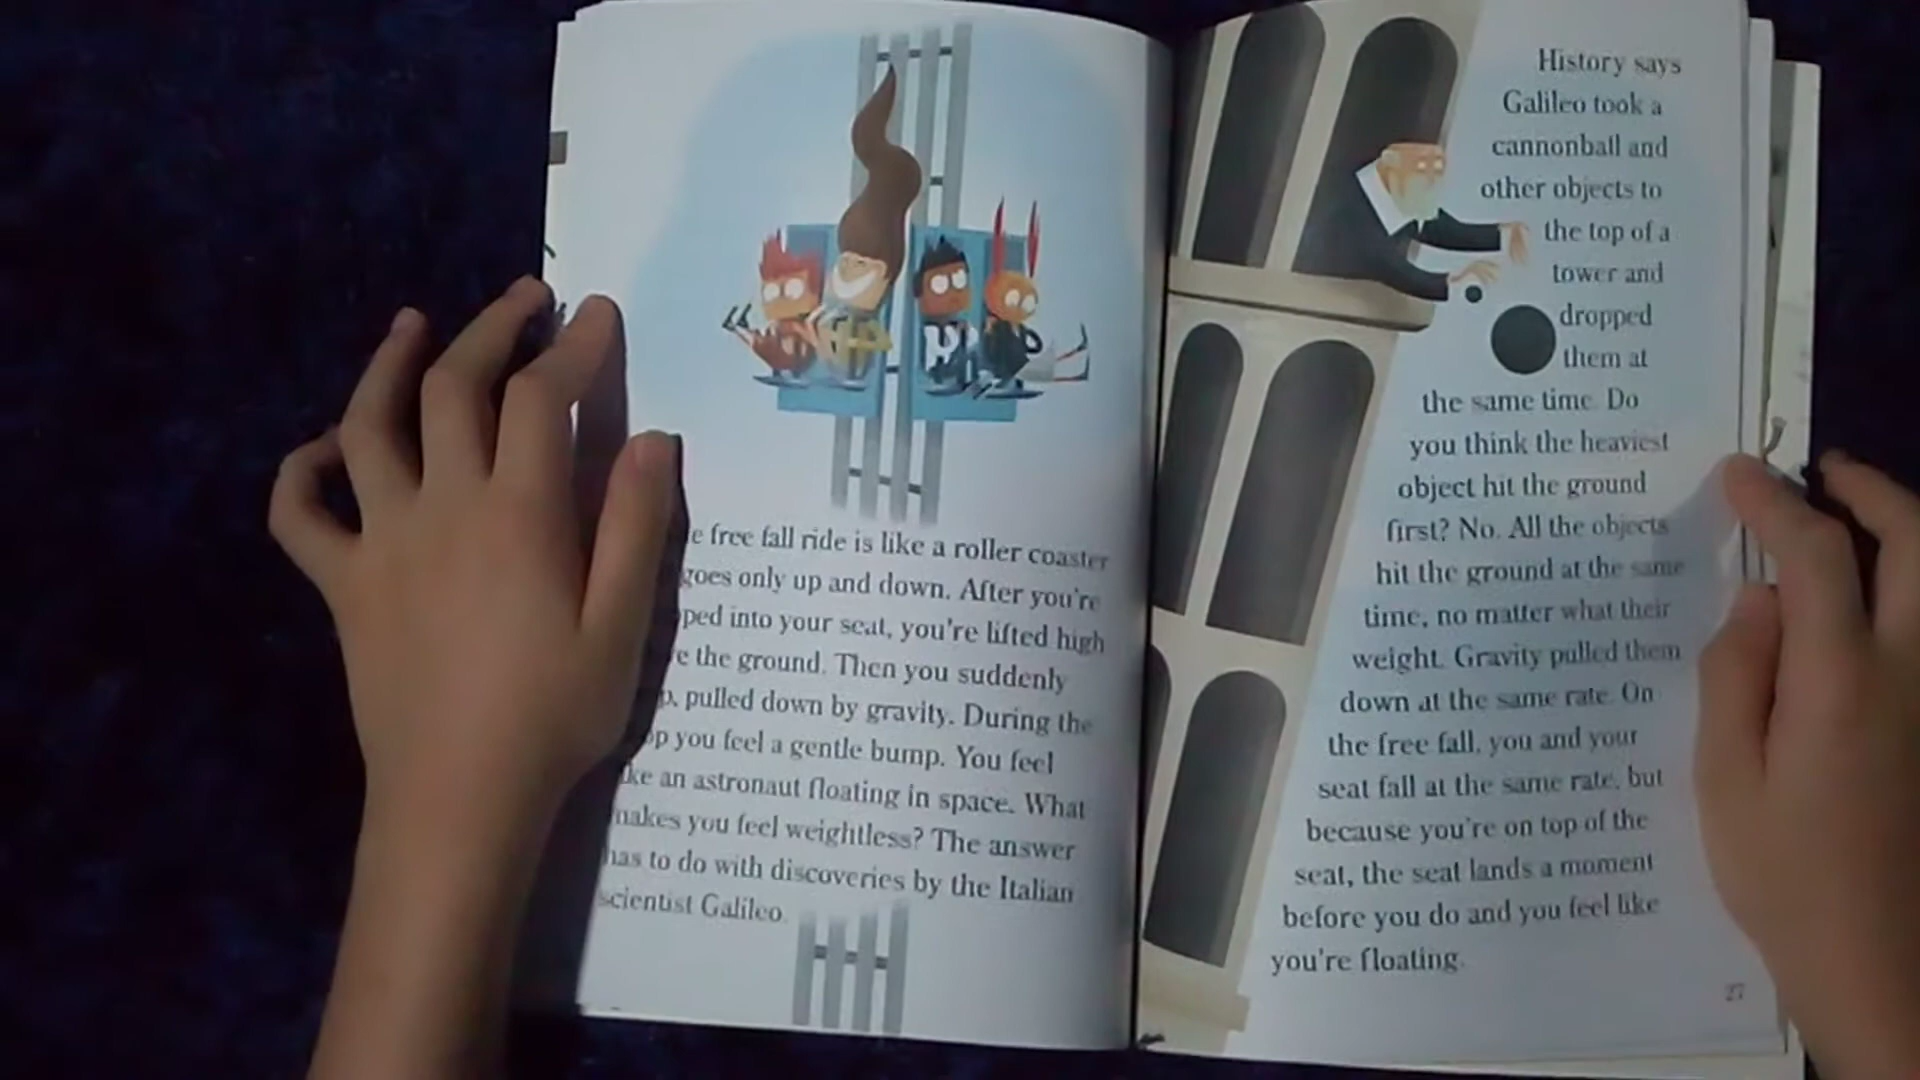 free fall ride is like a roller coaster
goes only up and down. After you're
into your seat, you're lifted high
the ground. Then you suddenly
pulled down by gravity. During the
you feel a gentle bump. You feel
an astronaut floating in space. What
you feel weightless? The answer
has to do with discoveries by the Italian
scientist Galileo.
History says
Galileo took a
cannonball and
other objects to
the top of a
tower and
dropped
them at
the same time. Do
you think the heaviest
object hit the ground
first? No. All the objects
hit the ground at the same
time, no matter what their
weight. Gravity pulled them
down at the same rate. On
the free fall, you and your
seat fall at the same rate, but
because you're on top of the
seat, the seat lands a moment
before you do and you feel like
you're floating.
27